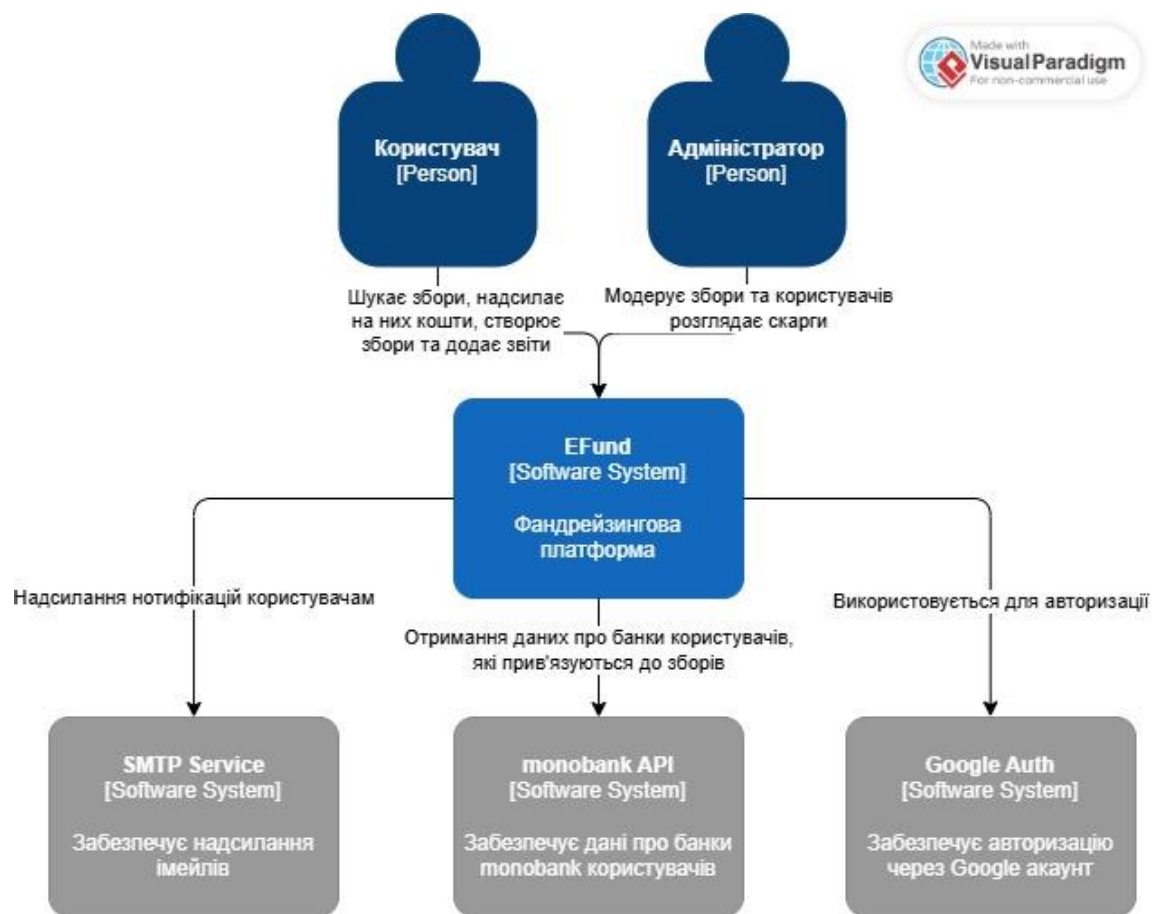 Made with
Visual Paradigm
For non-commercial use
Користувач
[Person]
Адміністратор
[Person]
Шукає збори, надсилає
на них кошти, створює
збори та додає звіти
Модерує збори та користувачів
розглядає скарги
EFund
[Software System]
Фандрейзингова
платформа
Надсилання нотифікацій користувачам
Отримання даних про банки користувачів,
які прив'язуються до зборів
Використовується для авторизації
SMTP Service
[Software System]
Забезпечує надсилання
імейлів
monobank API
[Software System]
Забезпечує дані про банки
monobank користувачів
Google Auth
[Software System]
Забезпечує авторизацію
через Google акаунт